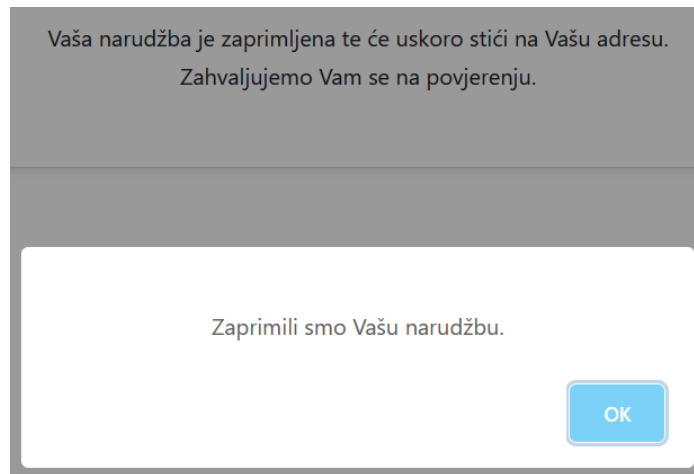 Vaša narudžba je zaprimljena te će uskoro stići na Vašu adresu.
Zahvaljujemo Vam se na povjerenju.
Zaprimili smo Vašu narudžbu.
OK